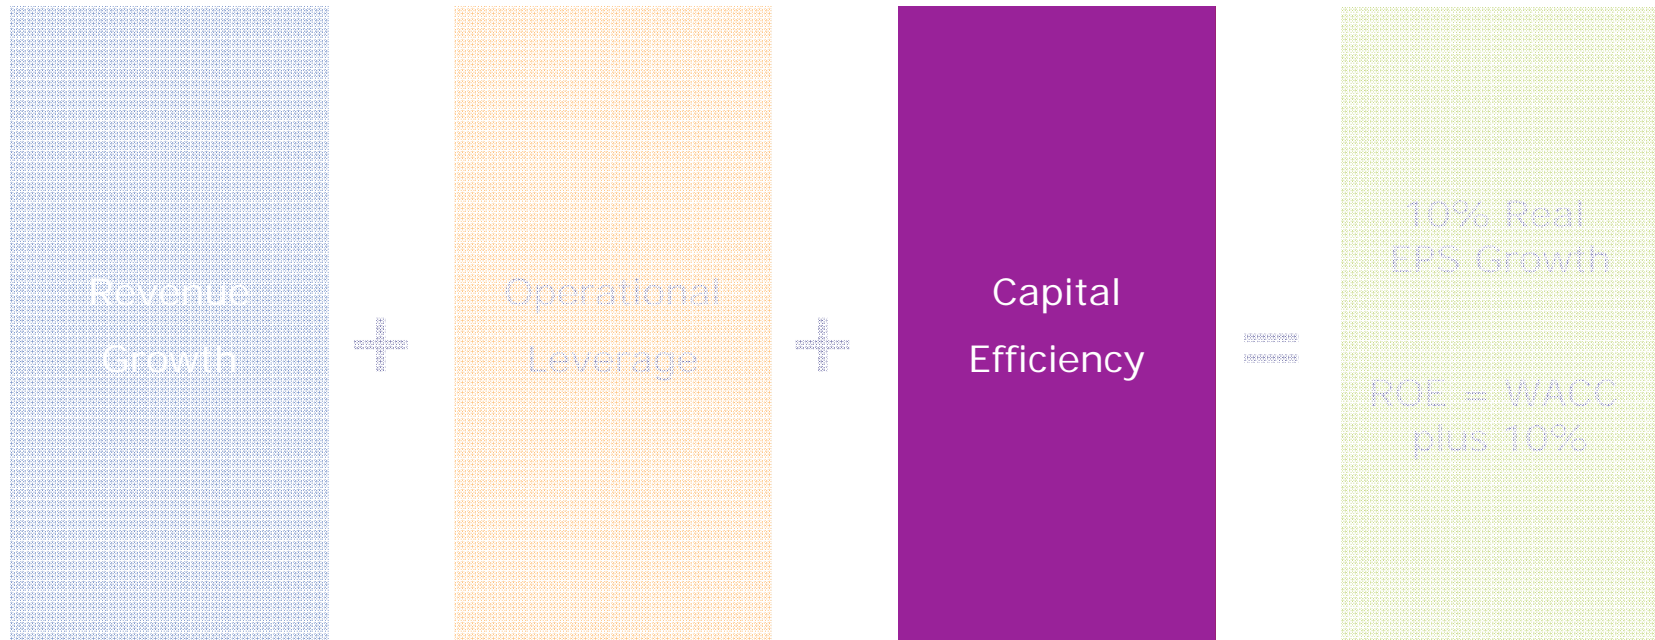 Revenue
Growth
+
Operational
Leverage
+
Capital
Efficiency
=
10% Real
EPS Growth
ROE = WACC
plus 10%